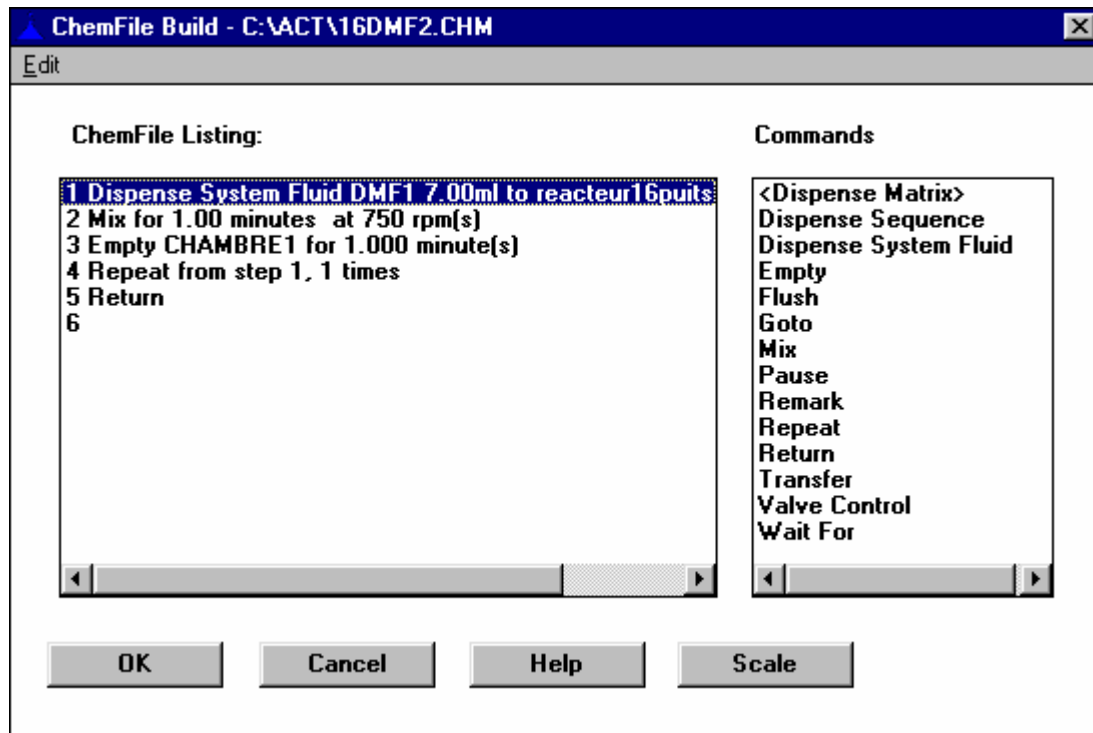 ChemFile Build - C:\ACT\16DMF2.CHM
Edit
ChemFile Listing:
1 Dispense System Fluid DMF1 7.00ml to reacteur16puits
2 Mix for 1.00 minutes  at 750 rpm(s)
3 Empty CHAMBRE1 for 1.000 minute(s)
4 Repeat from step 1, 1 times
5 Return
6
Commands
<Dispense Matrix>
Dispense Sequence
Dispense System Fluid
Empty
Flush
Goto
Mix
Pause
Remark
Repeat
Return
Transfer
Valve Control
Wait For
OK
Cancel
Help
Scale